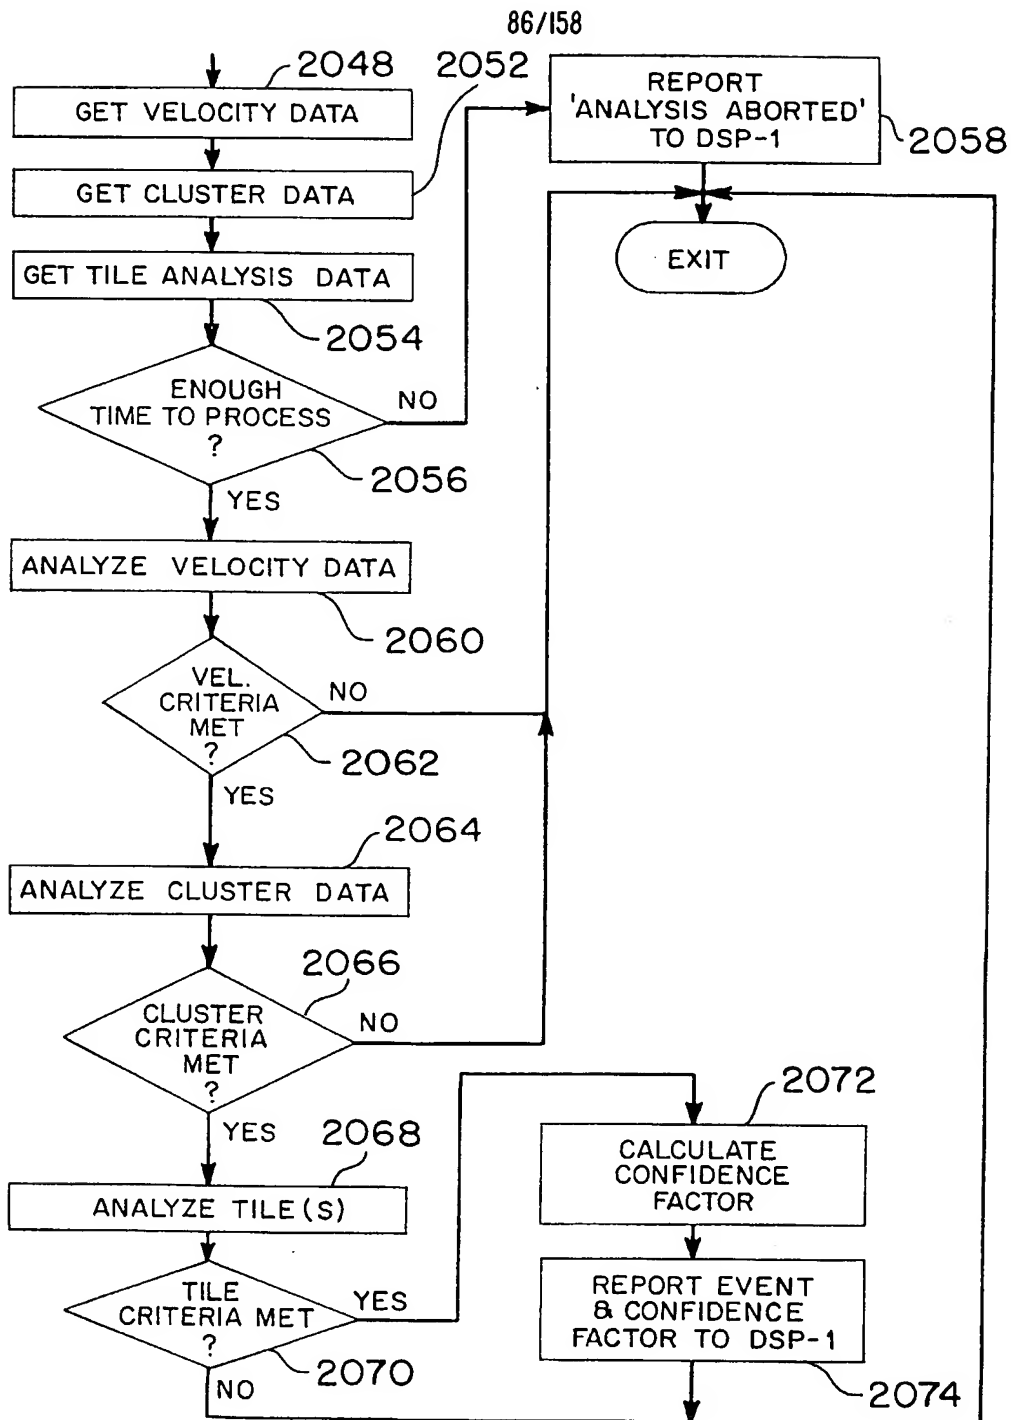 86/158
2048
2052
GET VELOCITY DATA
GET CLUSTER DATA
GET TILE ANALYSIS DATA
2054
ENOUGH
TIME TO PROCESS
?
NO
2056
YES
REPORT
'ANALYSIS ABORTED'
TO DSP-1
2058
EXIT
ANALYZE VELOCITY DATA
2060
VEL.
CRITERIA
MET
?
NO
2062
YES
2064
ANALYZE CLUSTER DATA
2066
CLUSTER
CRITERIA
MET
?
NO
YES
2068
ANALYZE TILE(S)
TILE
CRITERIA MET
?
YES
2070
NO
2072
CALCULATE
CONFIDENCE
FACTOR
REPORT EVENT
& CONFIDENCE
FACTOR TO DSP-1
2074